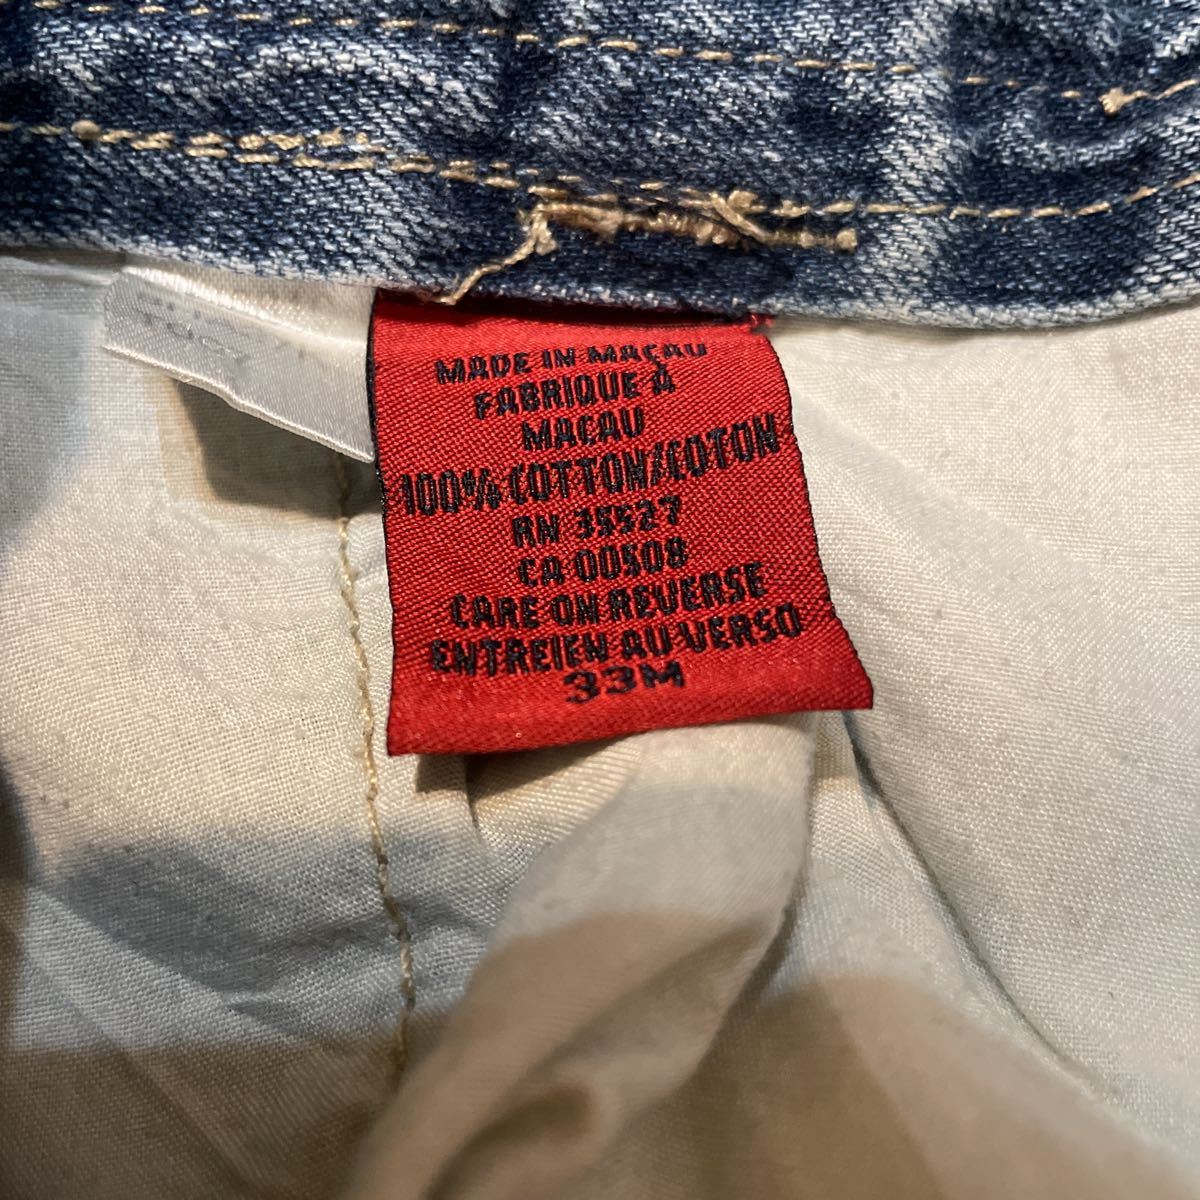 MADE IN MACAU
FABRIQUE À
MACAU
100% COTTON/COTON
RN 35527
CA 00508
CARE ON REVERSE
ENTREIEN AU VERSO
33M